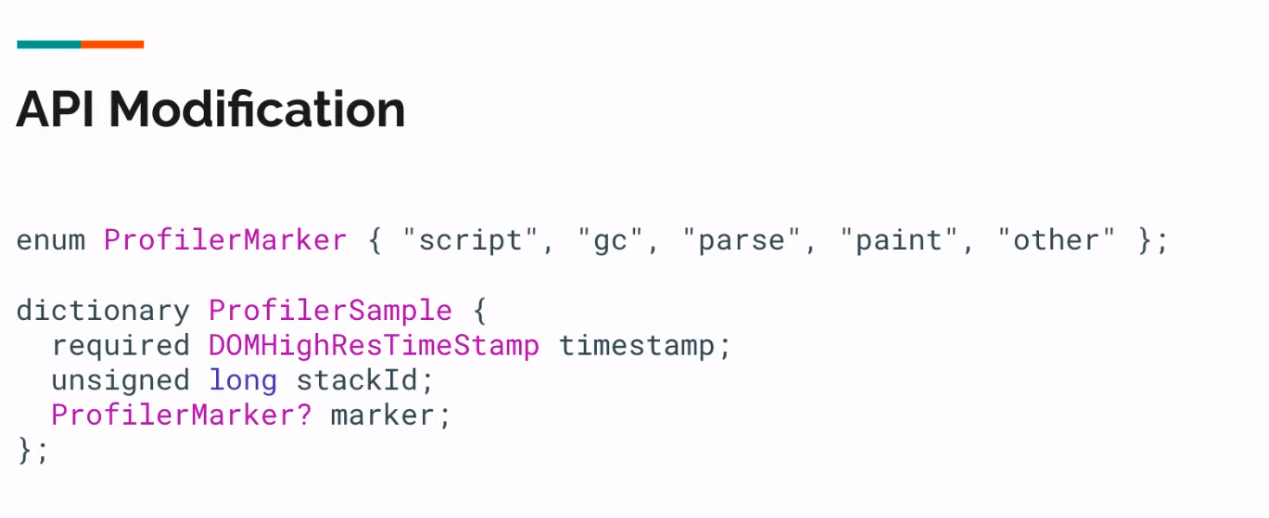 API Modification
enum ProfilerMarker { "script", "gc", "parse", "paint", "other" };
dictionary ProfilerSample {
required DOMHighResTimeStamp timestamp;
unsigned long stackId;
ProfilerMarker? marker;
};